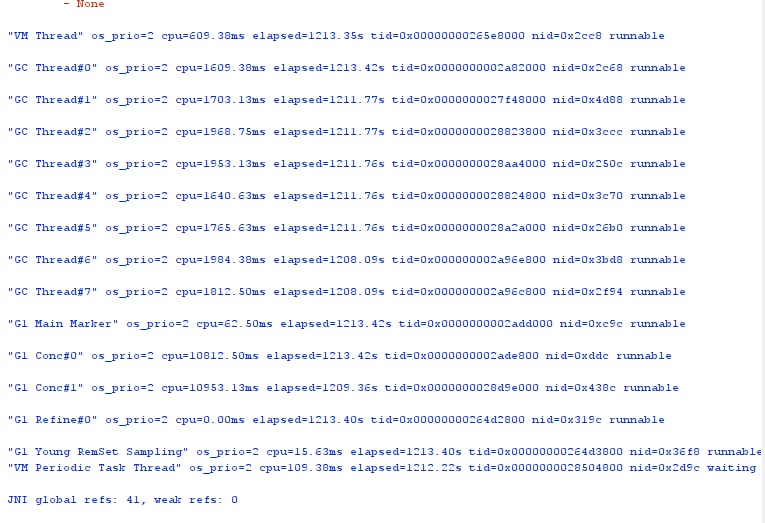 - None
"VM Thread" os_prio=2 cpu=609.38ms elapsed=1213.35s tid=0x00000000265e8000 nid=0x2cc8 runnable
"GC Thread#0" os_prio=2 cpu=1609.38ms elapsed=1213.42s tid=0x0000000002a82000 nid=0x2c68 runnable
"GC Thread#1" os_prio=2 cpu=1703.13ms elapsed=1211.77s tid=0x0000000027f48000 nid=0x4d88 runnable
"GC Thread#2" os_prio=2 cpu=1968.75ms elapsed=1211.77s tid=0x0000000028823800 nid=0x3ccc runnable
"GC Thread#3" os_prio=2 cpu=1953.13ms elapsed=1211.76s tid=0x0000000028aa4000 nid=0x250c runnable
"GC Thread#4" os_prio=2 cpu=1640.63ms elapsed=1211.76s tid=0x0000000028824800 nid=0x3c70 runnable
"GC Thread#5" os_prio=2 cpu=1765.63ms elapsed=1211.76s tid=0x0000000028a2a000 nid=0x26b0 runnable
"GC Thread#6" os_prio=2 cpu=1984.38ms elapsed=1208.09s tid=0x000000002a96e800 nid=0x3bd8 runnable
"GC Thread#7" os_prio=2 cpu=1812.50ms elapsed=1208.09s tid=0x000000002a96c800 nid=0x2f94 runnable
"G1 Main Marker" os_prio=2 cpu=62.50ms elapsed=1213.42s tid=0x0000000002add000 nid=0xc9c runnable
"G1 Conc#0" os_prio=2 cpu=10812.50ms elapsed=1213.42s tid=0x0000000002ade800 nid=0xddc runnable
"G1 Conc#1" os_prio=2 cpu=10953.13ms elapsed=1209.36s tid=0x0000000028d9e000 nid=0x438c runnable
"G1 Refine#0" os_prio=2 cpu=0.00ms elapsed=1213.40s tid=0x00000000264d2800 nid=0x319c runnable
"G1 Young RemSet Sampling" os_prio=2 cpu=15.63ms elapsed=1213.40s tid=0x00000000264d3800 nid=0x36f8 runnable
"VM Periodic Task Thread" os_prio=2 cpu=109.38ms elapsed=1212.22s tid=0x0000000028504800 nid=0x2d9c waiting
JNI global refs: 41, weak refs: 0